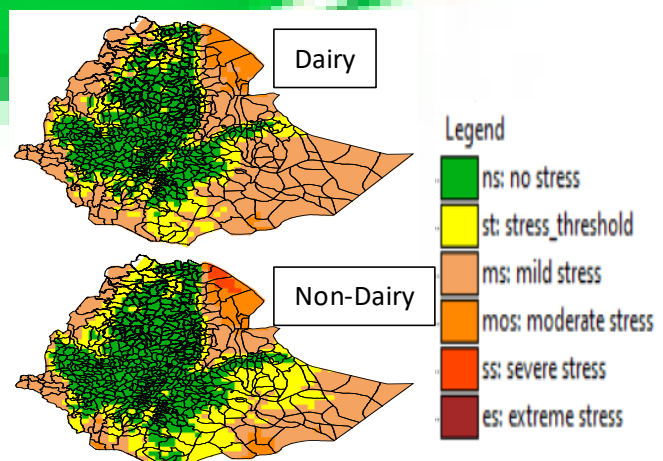 Dairy
Legend
ns: no stress
st: stress_threshold
ms: mild stress
Non-Dairy
mos: moderate stress
ss: severe stress
es: extreme stress